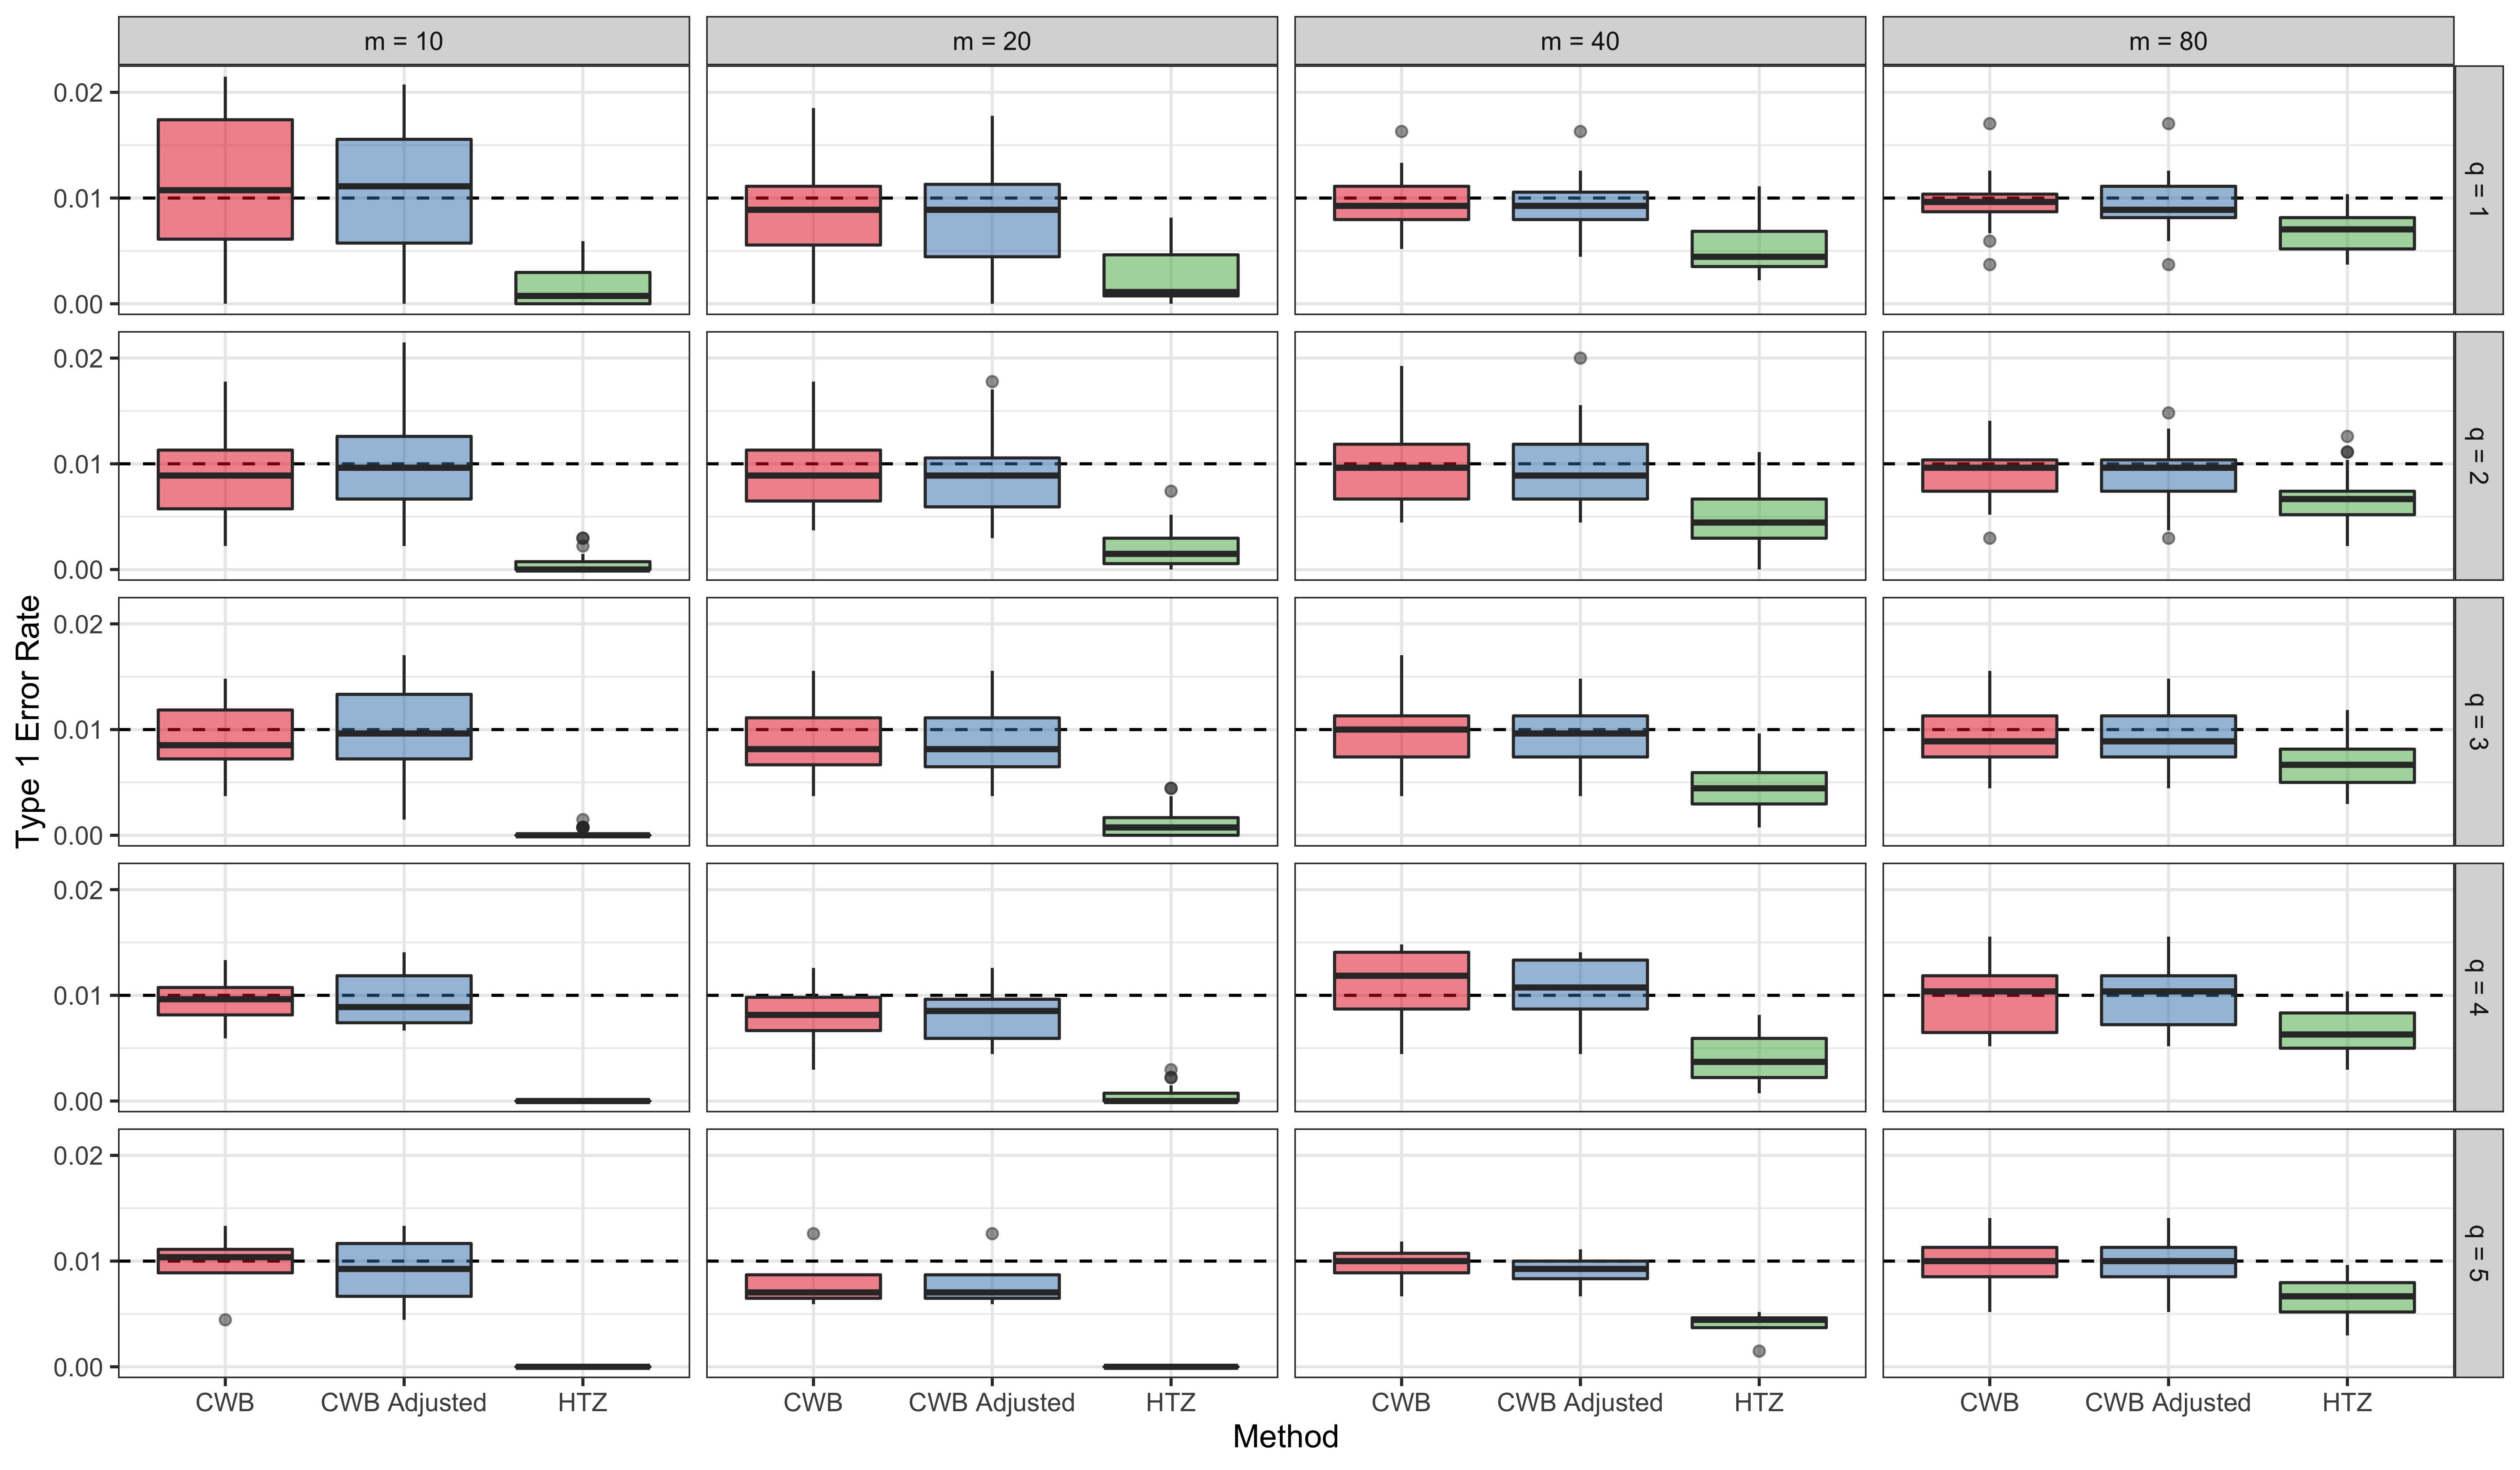 m = 10
m = 20
m = 40
m = 80
0.02
0.01
0.00
q = 1
0.02
0.01
0.00
q = 2
0.02
0.01
0.00
q = 3
0.02
0.01
0.00
q = 4
0.02
0.01
0.00
q = 5
Type 1 Error Rate
CWB CWB Adjusted HTZ
CWB CWB Adjusted HTZ
CWB CWB Adjusted HTZ
CWB CWB Adjusted HTZ
Method